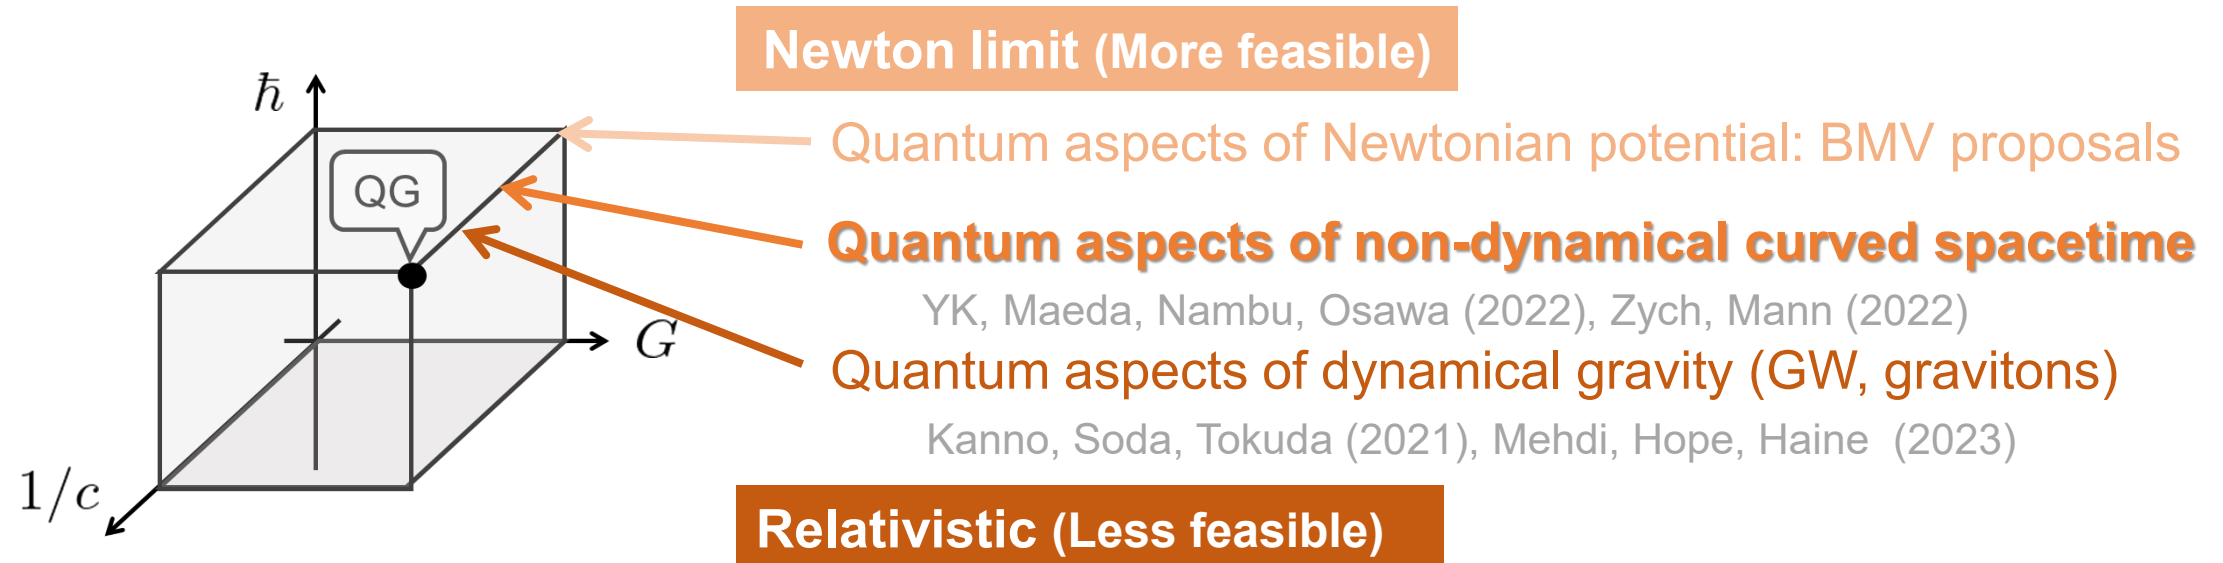 Newton limit (More feasible)
ħ
Quantum aspects of Newtonian potential: BMV proposals
QG
Quantum aspects of non-dynamical curved spacetime
YK, Maeda, Nambu, Osawa (2022), Zych, Mann (2022)
G
Quantum aspects of dynamical gravity (GW, gravitons)
Kanno, Soda, Tokuda (2021), Mehdi, Hope, Haine (2023)
1/c
Relativistic (Less feasible)